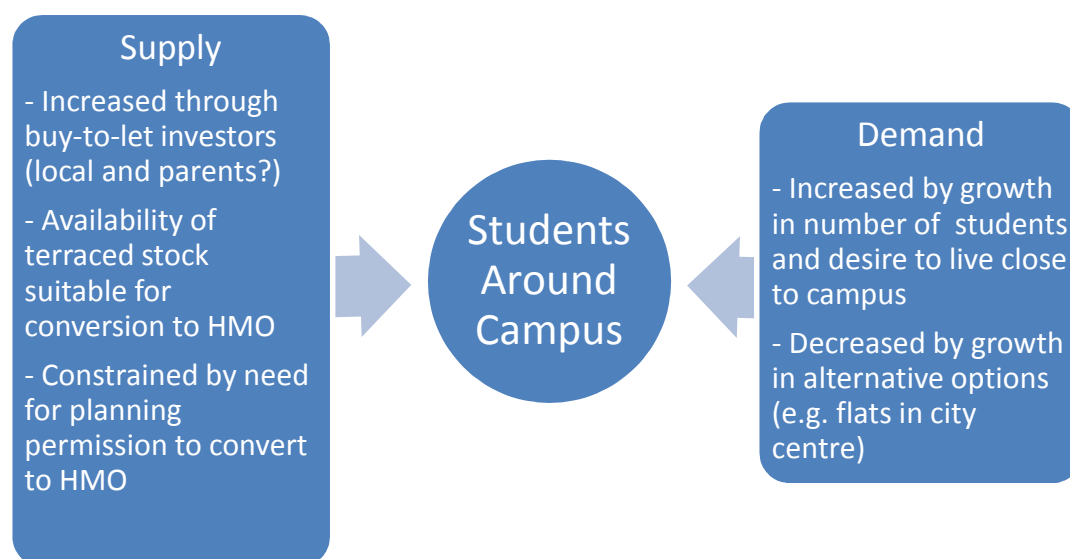 Supply
- Increased through
buy-to-let investors
(local and parents?)
- Availability of
terraced stock
suitable for
conversion to HMO
- Constrained by need
for planning
permission to convert
to HMO
Students
Around
Campus
Demand
- Increased by growth
in number of  students
and desire to live close
to campus
- Decreased by growth
in alternative options
(e.g. flats in city
centre)